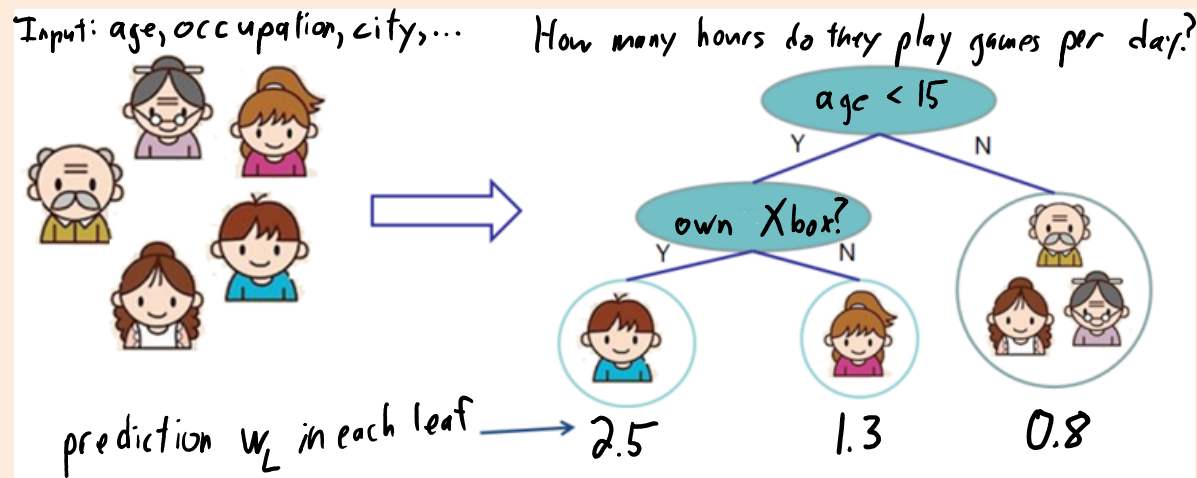 Input: age, occupation, city, ...
How many hours do they play games per day?
age < 15
Y
N
own Xbox?
Y
N
prediction w_L in each leaf
2.5
1.3
0.8